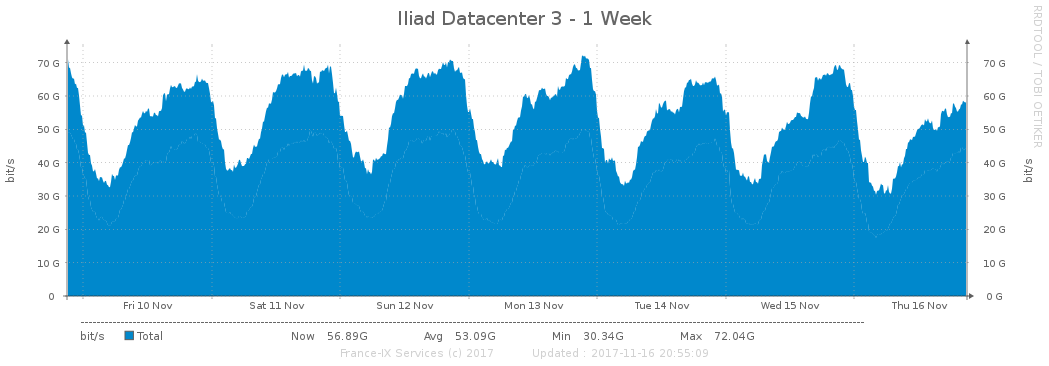 Iliad Datacenter 3 - 1 Week
RRDTOOL / TOBI OETIKER
bit/s
70 G 70 G
60 G 60 G
50 G 50 G
40 G 40 G
30 G 30 G
20 G 20 G
10 G 10 G
0 0 G
bit/s
Fri 10 Nov Sat 11 Nov Sun 12 Nov Mon 13 Nov Tue 14 Nov Wed 15 Nov Thu 16 Nov
bit/s Total Now 56.89G Avg 53.09G Min 30.34G Max 72.04G
France-IX Services (c) 2017 Updated : 2017-11-16 20:55:09